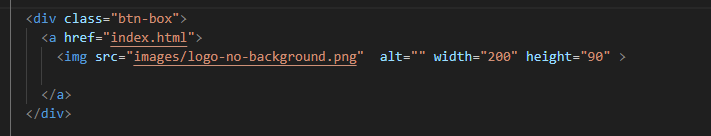 <div class="btn-box">
<a href="index.html">
<img src="images/logo-no-background.png"  alt="" width="200" height="90" >
</a>
</div>